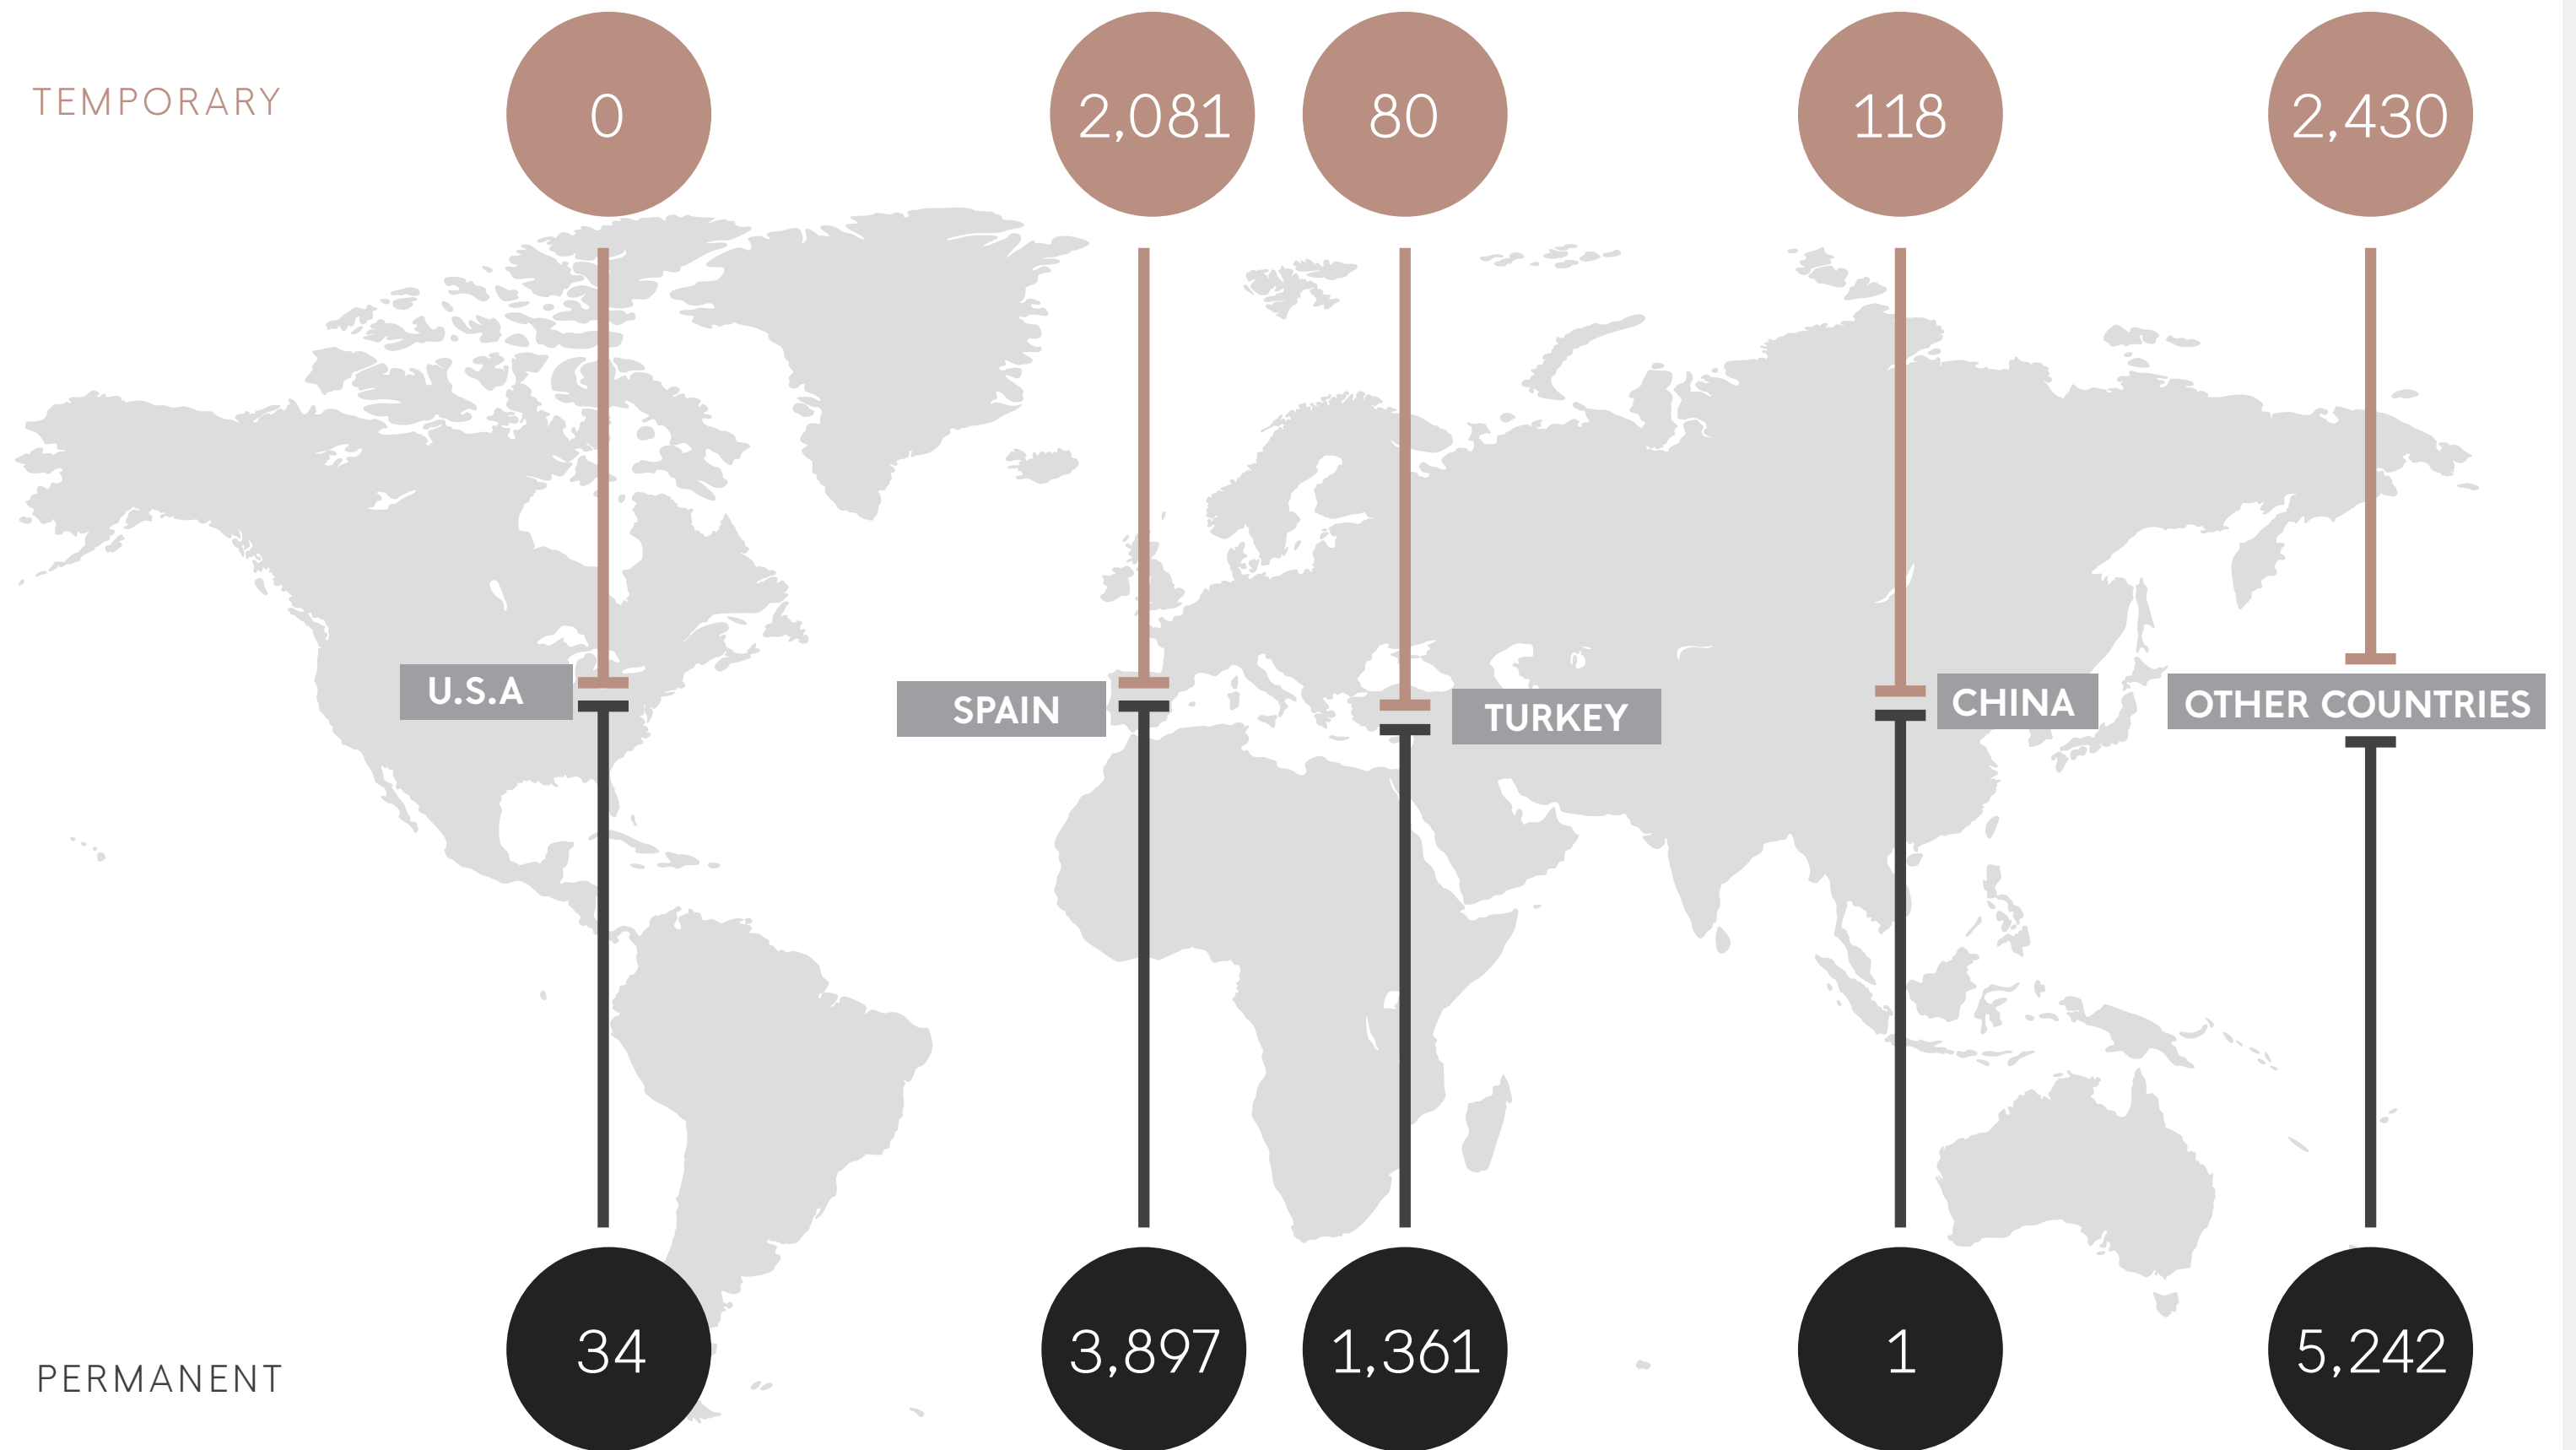 TEMPORARY
0
2,081
80
118
2,430
U.S.A
SPAIN
TURKEY
CHINA
OTHER COUNTRIES
PERMANENT
34
3,897
1,361
1
5,242